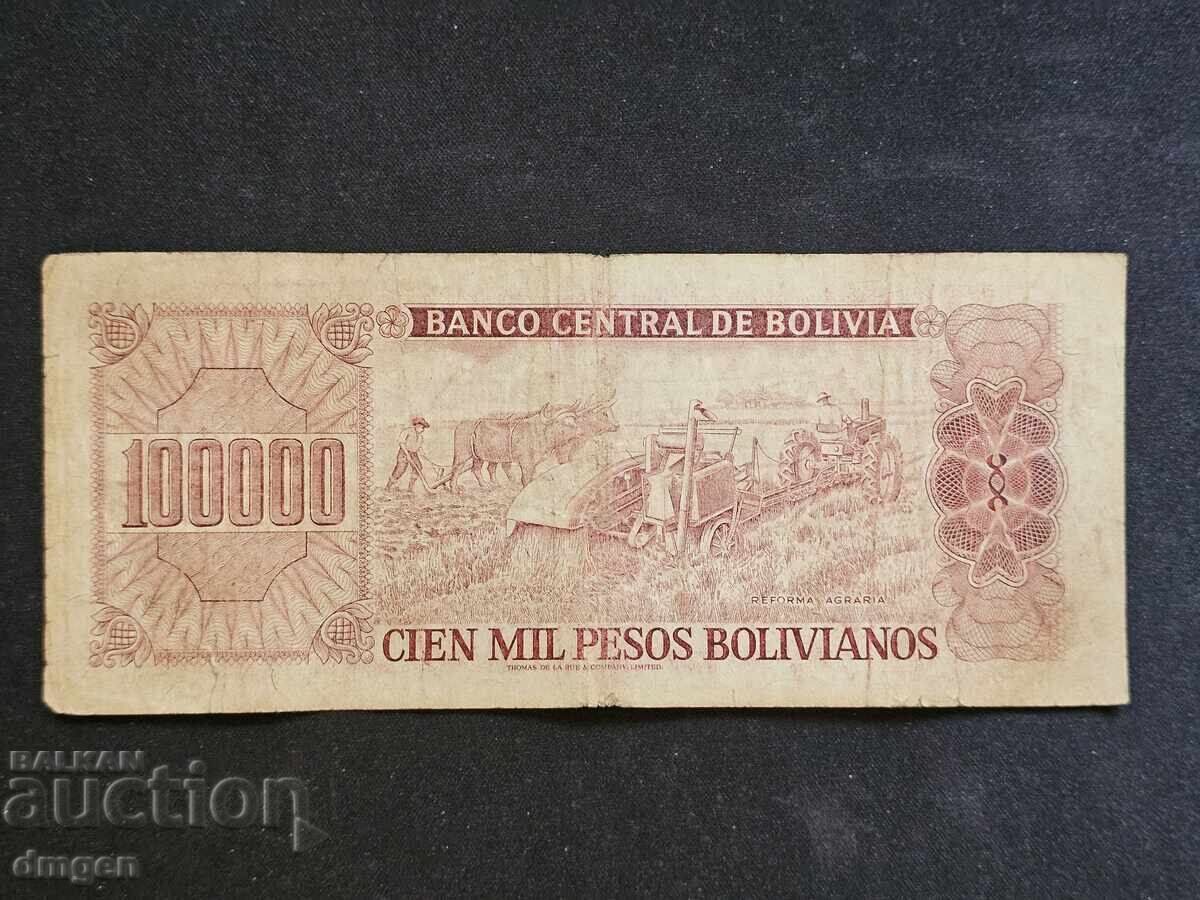 BANCO CENTRAL DE BOLIVIA
100000
REFORMA AGRARIA
CIEN MIL PESOS BOLIVIANOS
THOMAS DE LA RUE & COMPANY, LIMITED.
BALKAN
auction
dmgen